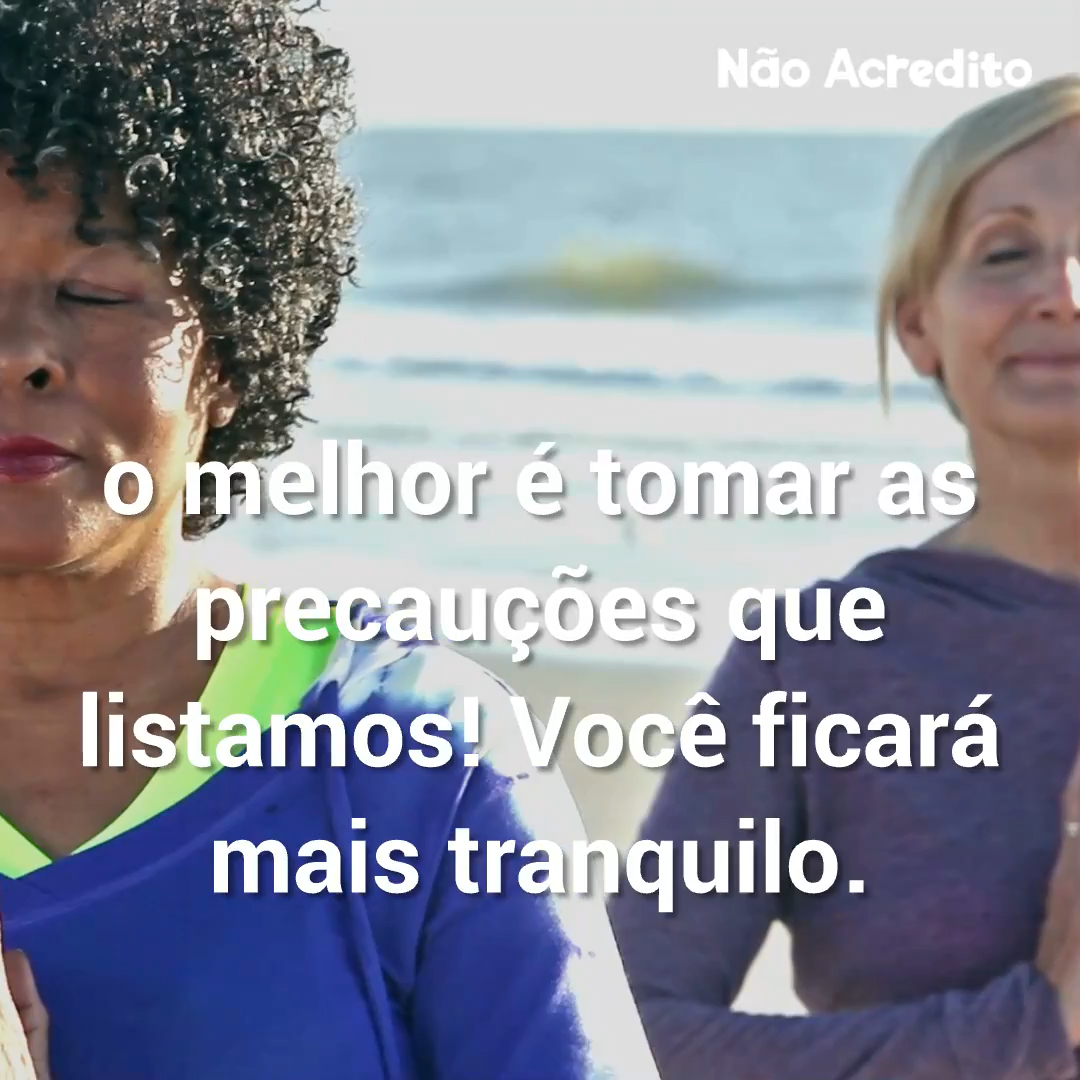 Não Acredito
o melhor é tomar as
precauções que
listamos! Você ficará
mais tranquilo.